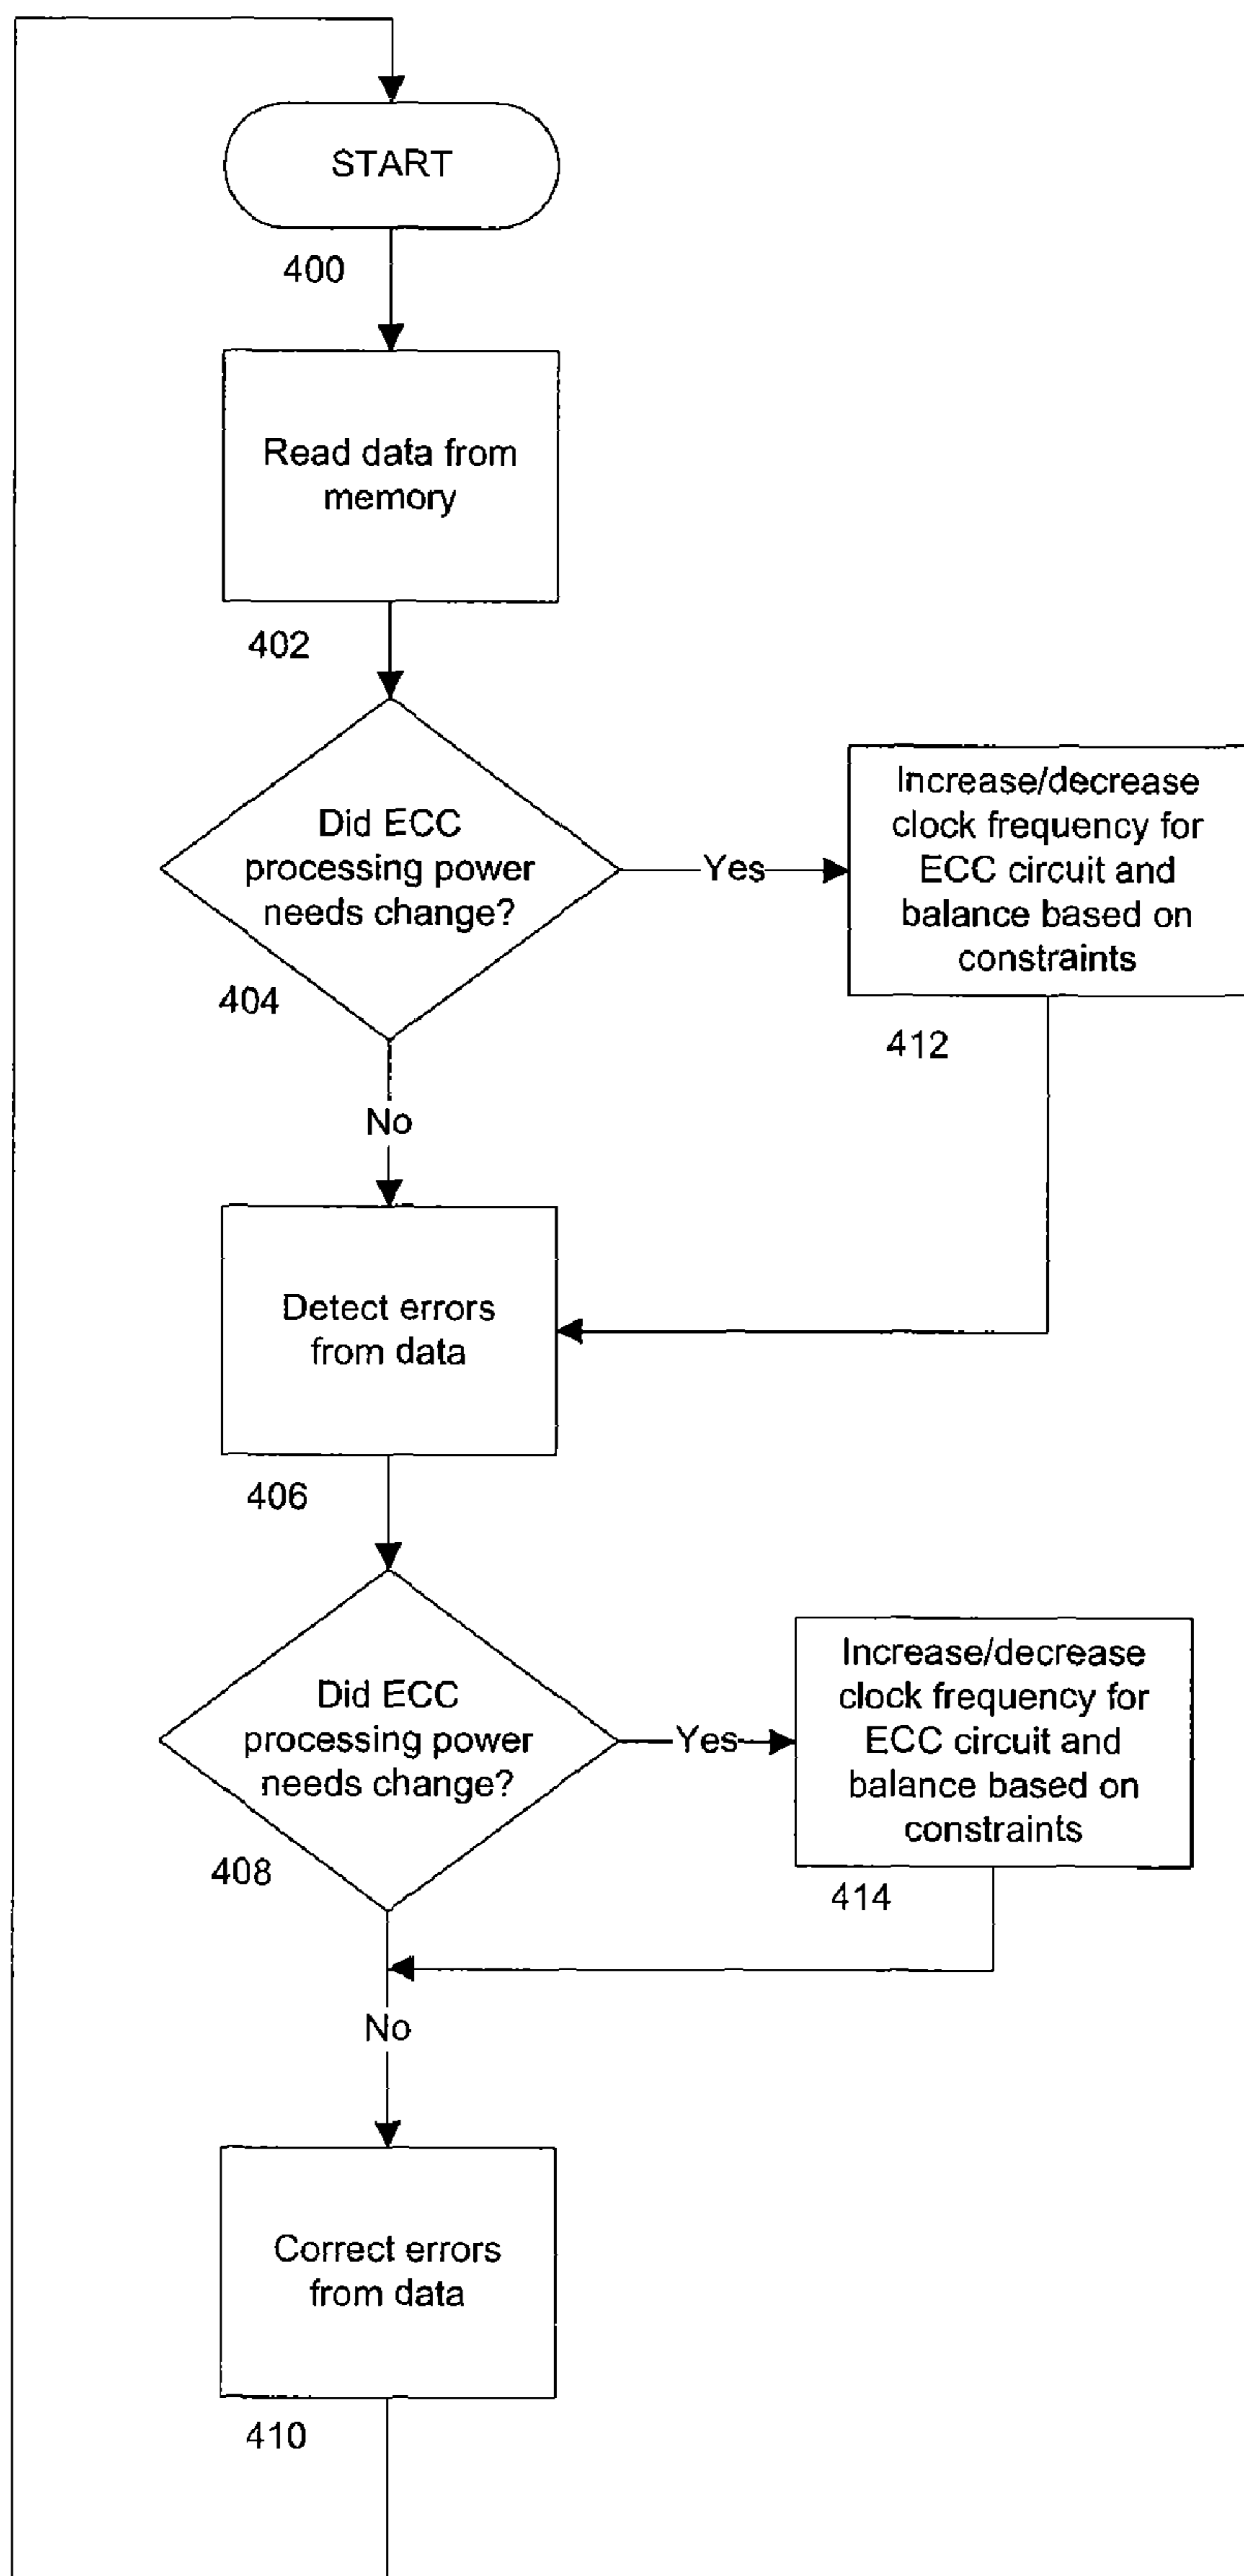 START
400
Read data from
memory
402
Did ECC
processing power
needs change?
404
Yes
Increase/decrease
clock frequency for
ECC circuit and
balance based on
constraints
412
No
Detect errors
from data
406
Did ECC
processing power
needs change?
408
Yes
Increase/decrease
clock frequency for
ECC circuit and
balance based on
constraints
414
No
Correct errors
from data
410